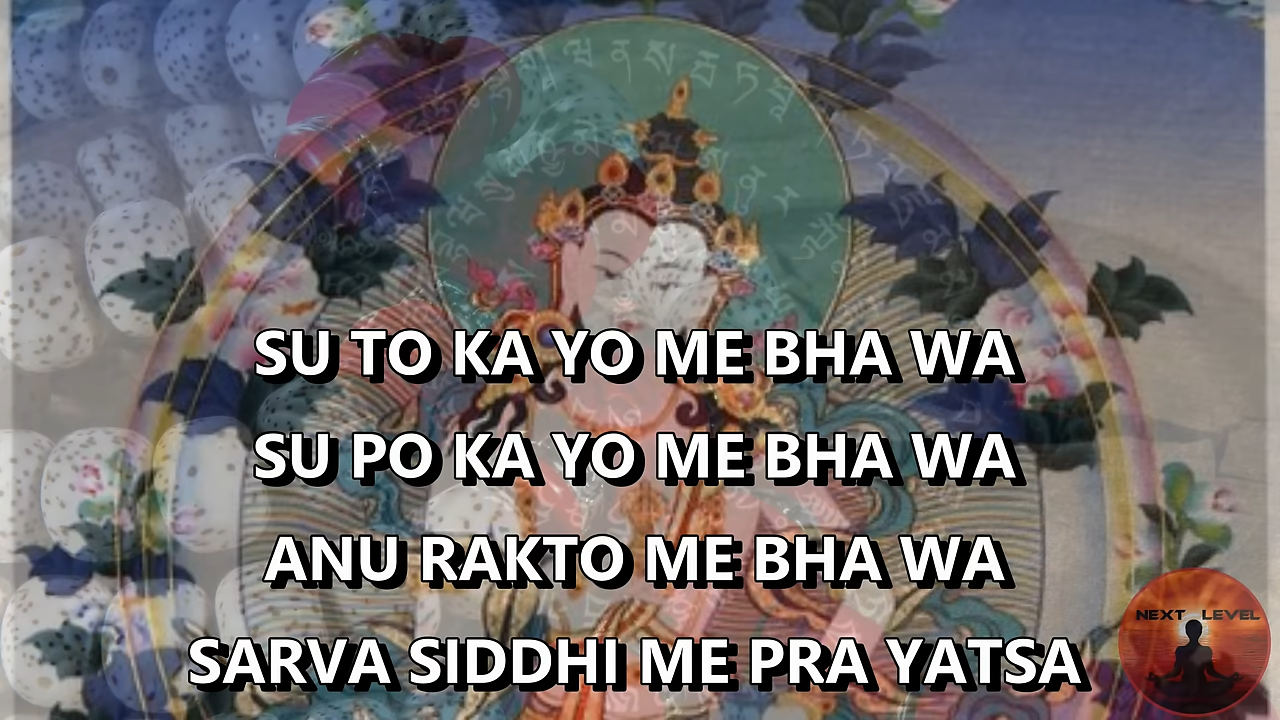 SU TO KA YO ME BHA WA
SU PO KA YO ME BHA WA
ANU RAKTO ME BHA WA
NEXT LEVEL
SARVA SIDDHI ME PRA YATSA